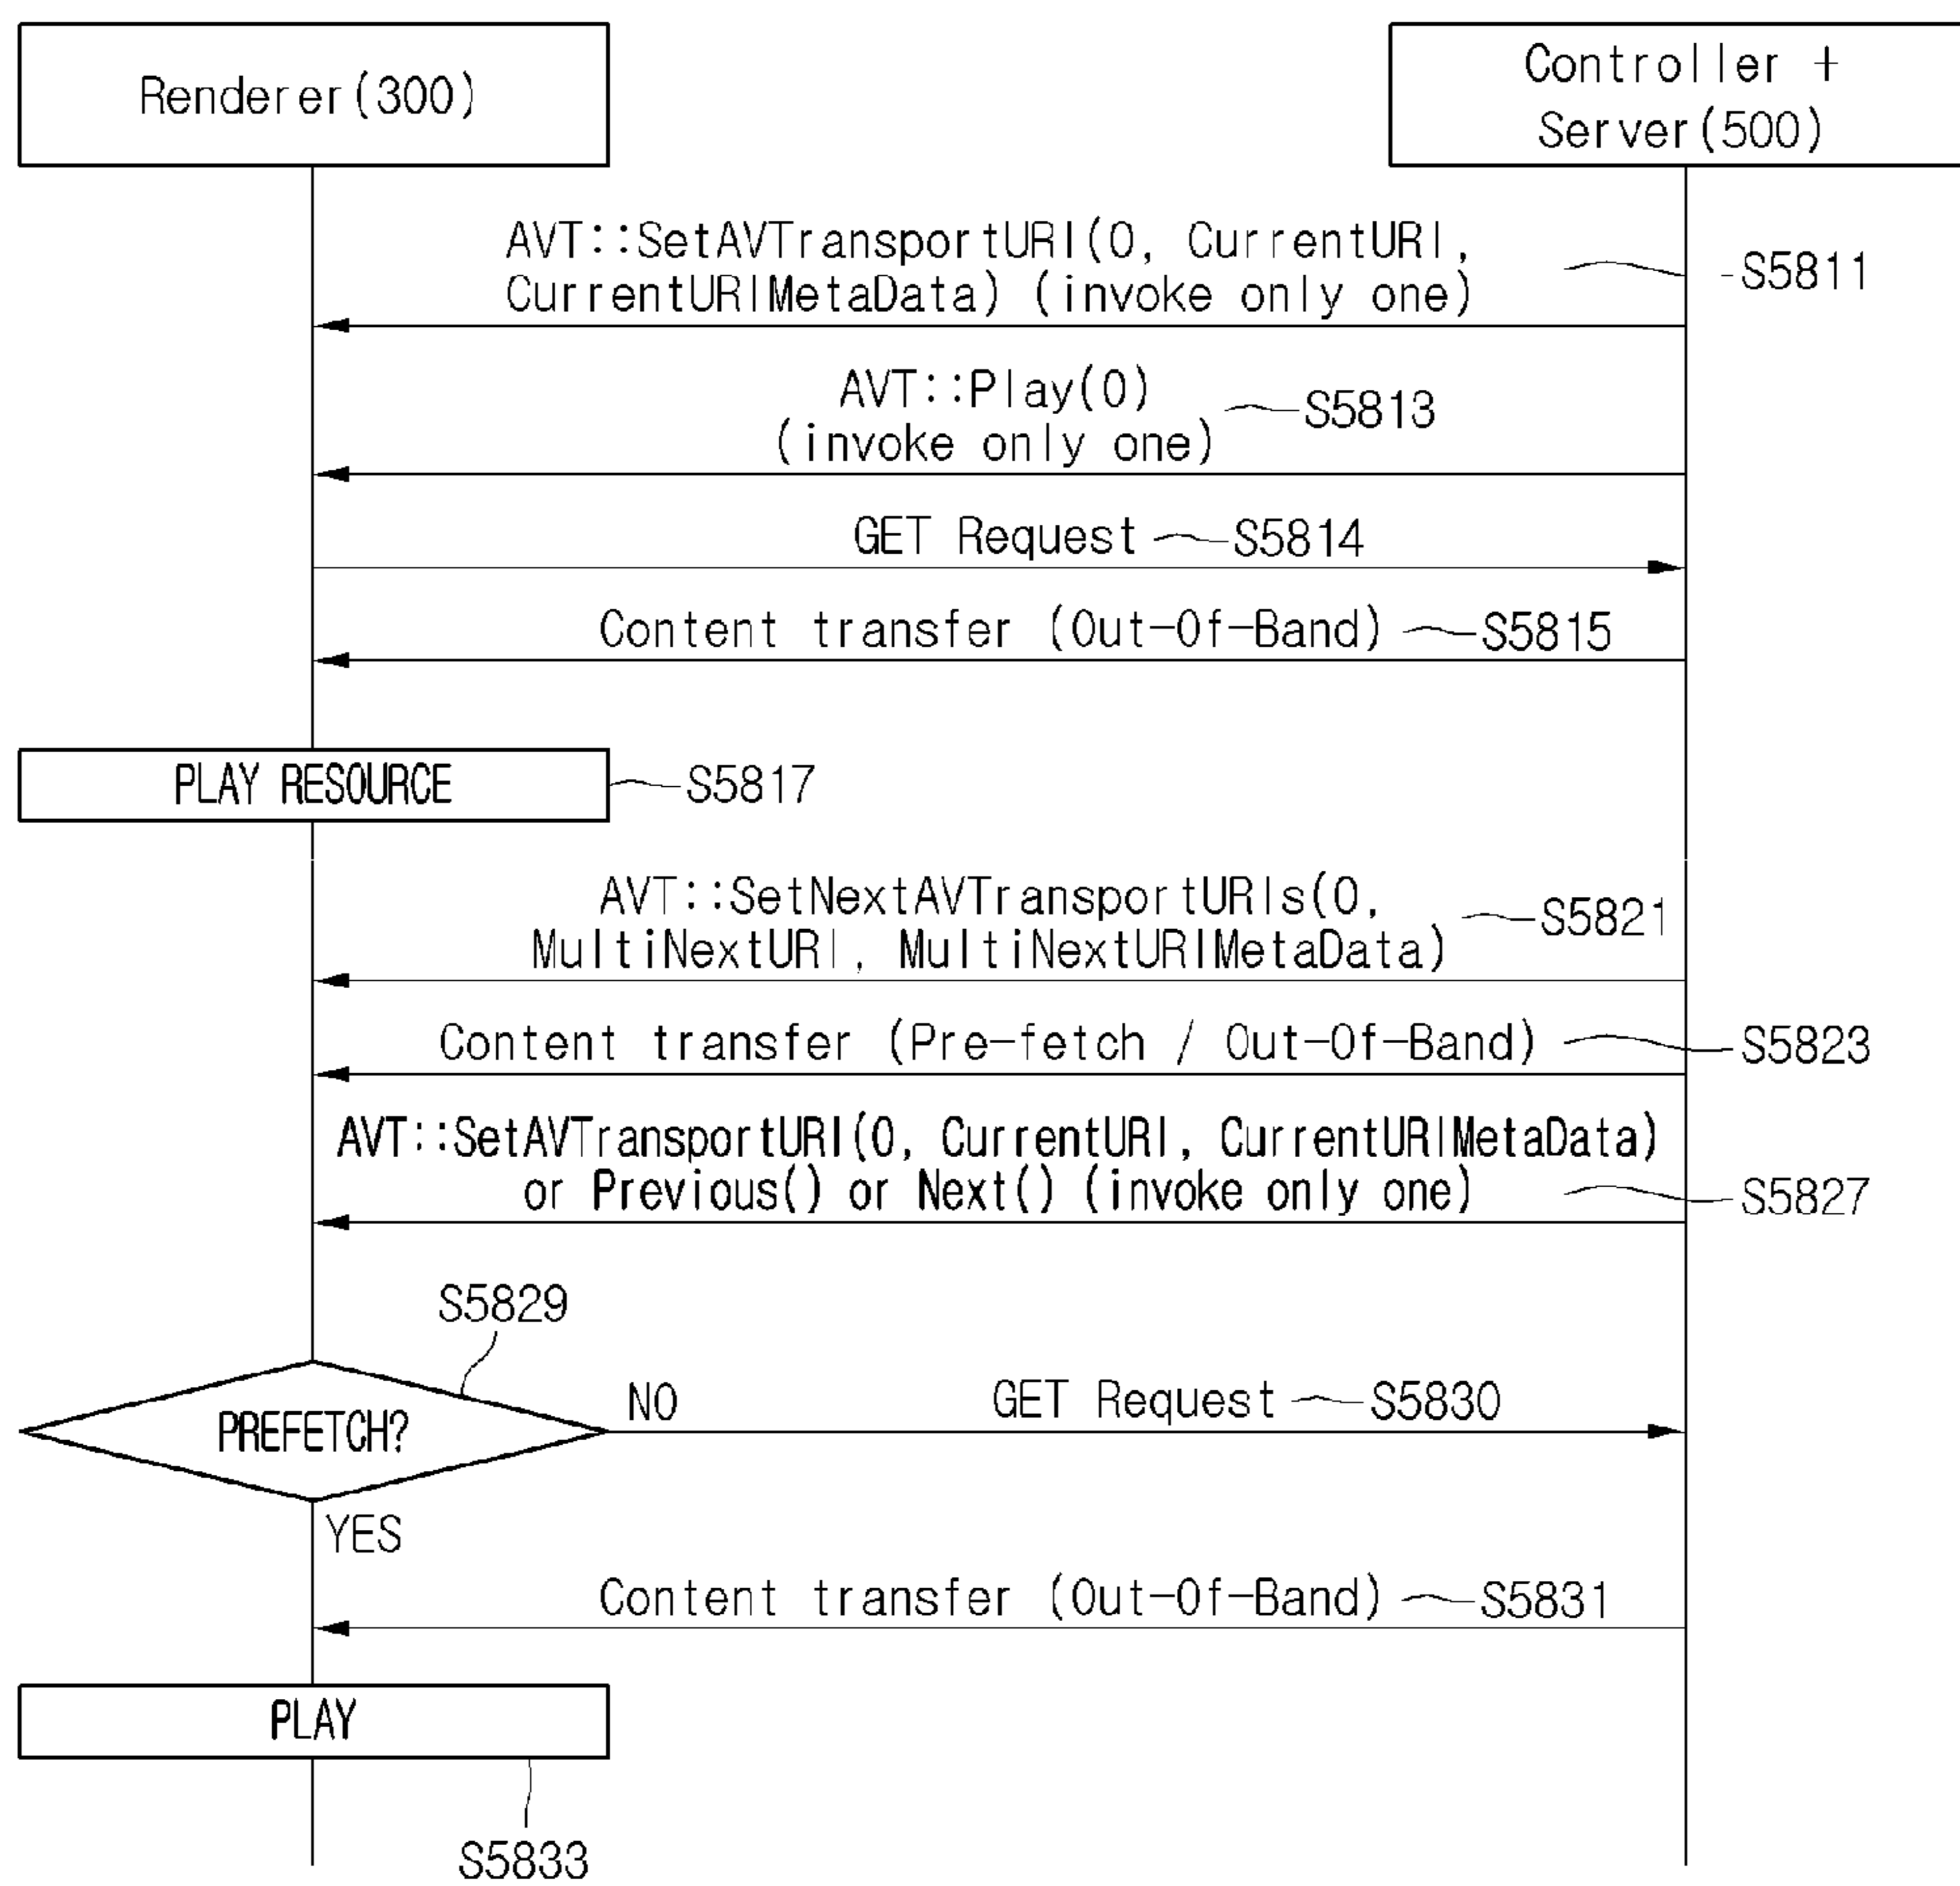 Renderer(300)
Controller +
Server(500)
AVT::SetAVTransportURI(0, CurrentURI,
CurrentURIMetaData) (invoke only one)
S5811
AVT::Play(0)
(invoke only one)
S5813
GET Request
S5814
Content transfer (Out-Of-Band)
S5815
PLAY RESOURCE
S5817
AVT::SetNextAVTransportURIs(0,
MultiNextURI, MultiNextURIMetaData)
S5821
Content transfer (Pre-fetch / Out-Of-Band)
S5823
AVT::SetAVTransportURI(0, CurrentURI, CurrentURIMetaData)
or Previous() or Next() (invoke only one)
S5827
S5829
PREFETCH?
NO
GET Request
S5830
YES
Content transfer (Out-Of-Band)
S5831
PLAY
S5833